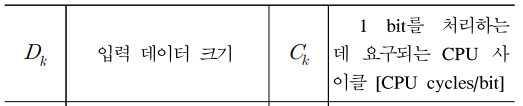 D_k 입력 데이터 크기 C_k 1 bit를 처리하는
데 요구되는 CPU 사
이클 [CPU cycles/bit]